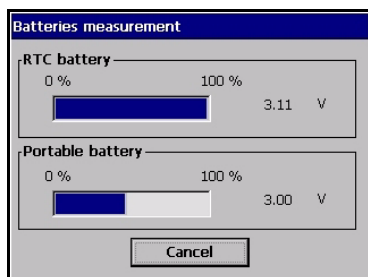 Batteries measurement
RTC battery
0 % 100 %
3.11 V
Portable battery
0 % 100 %
3.00 V
Cancel